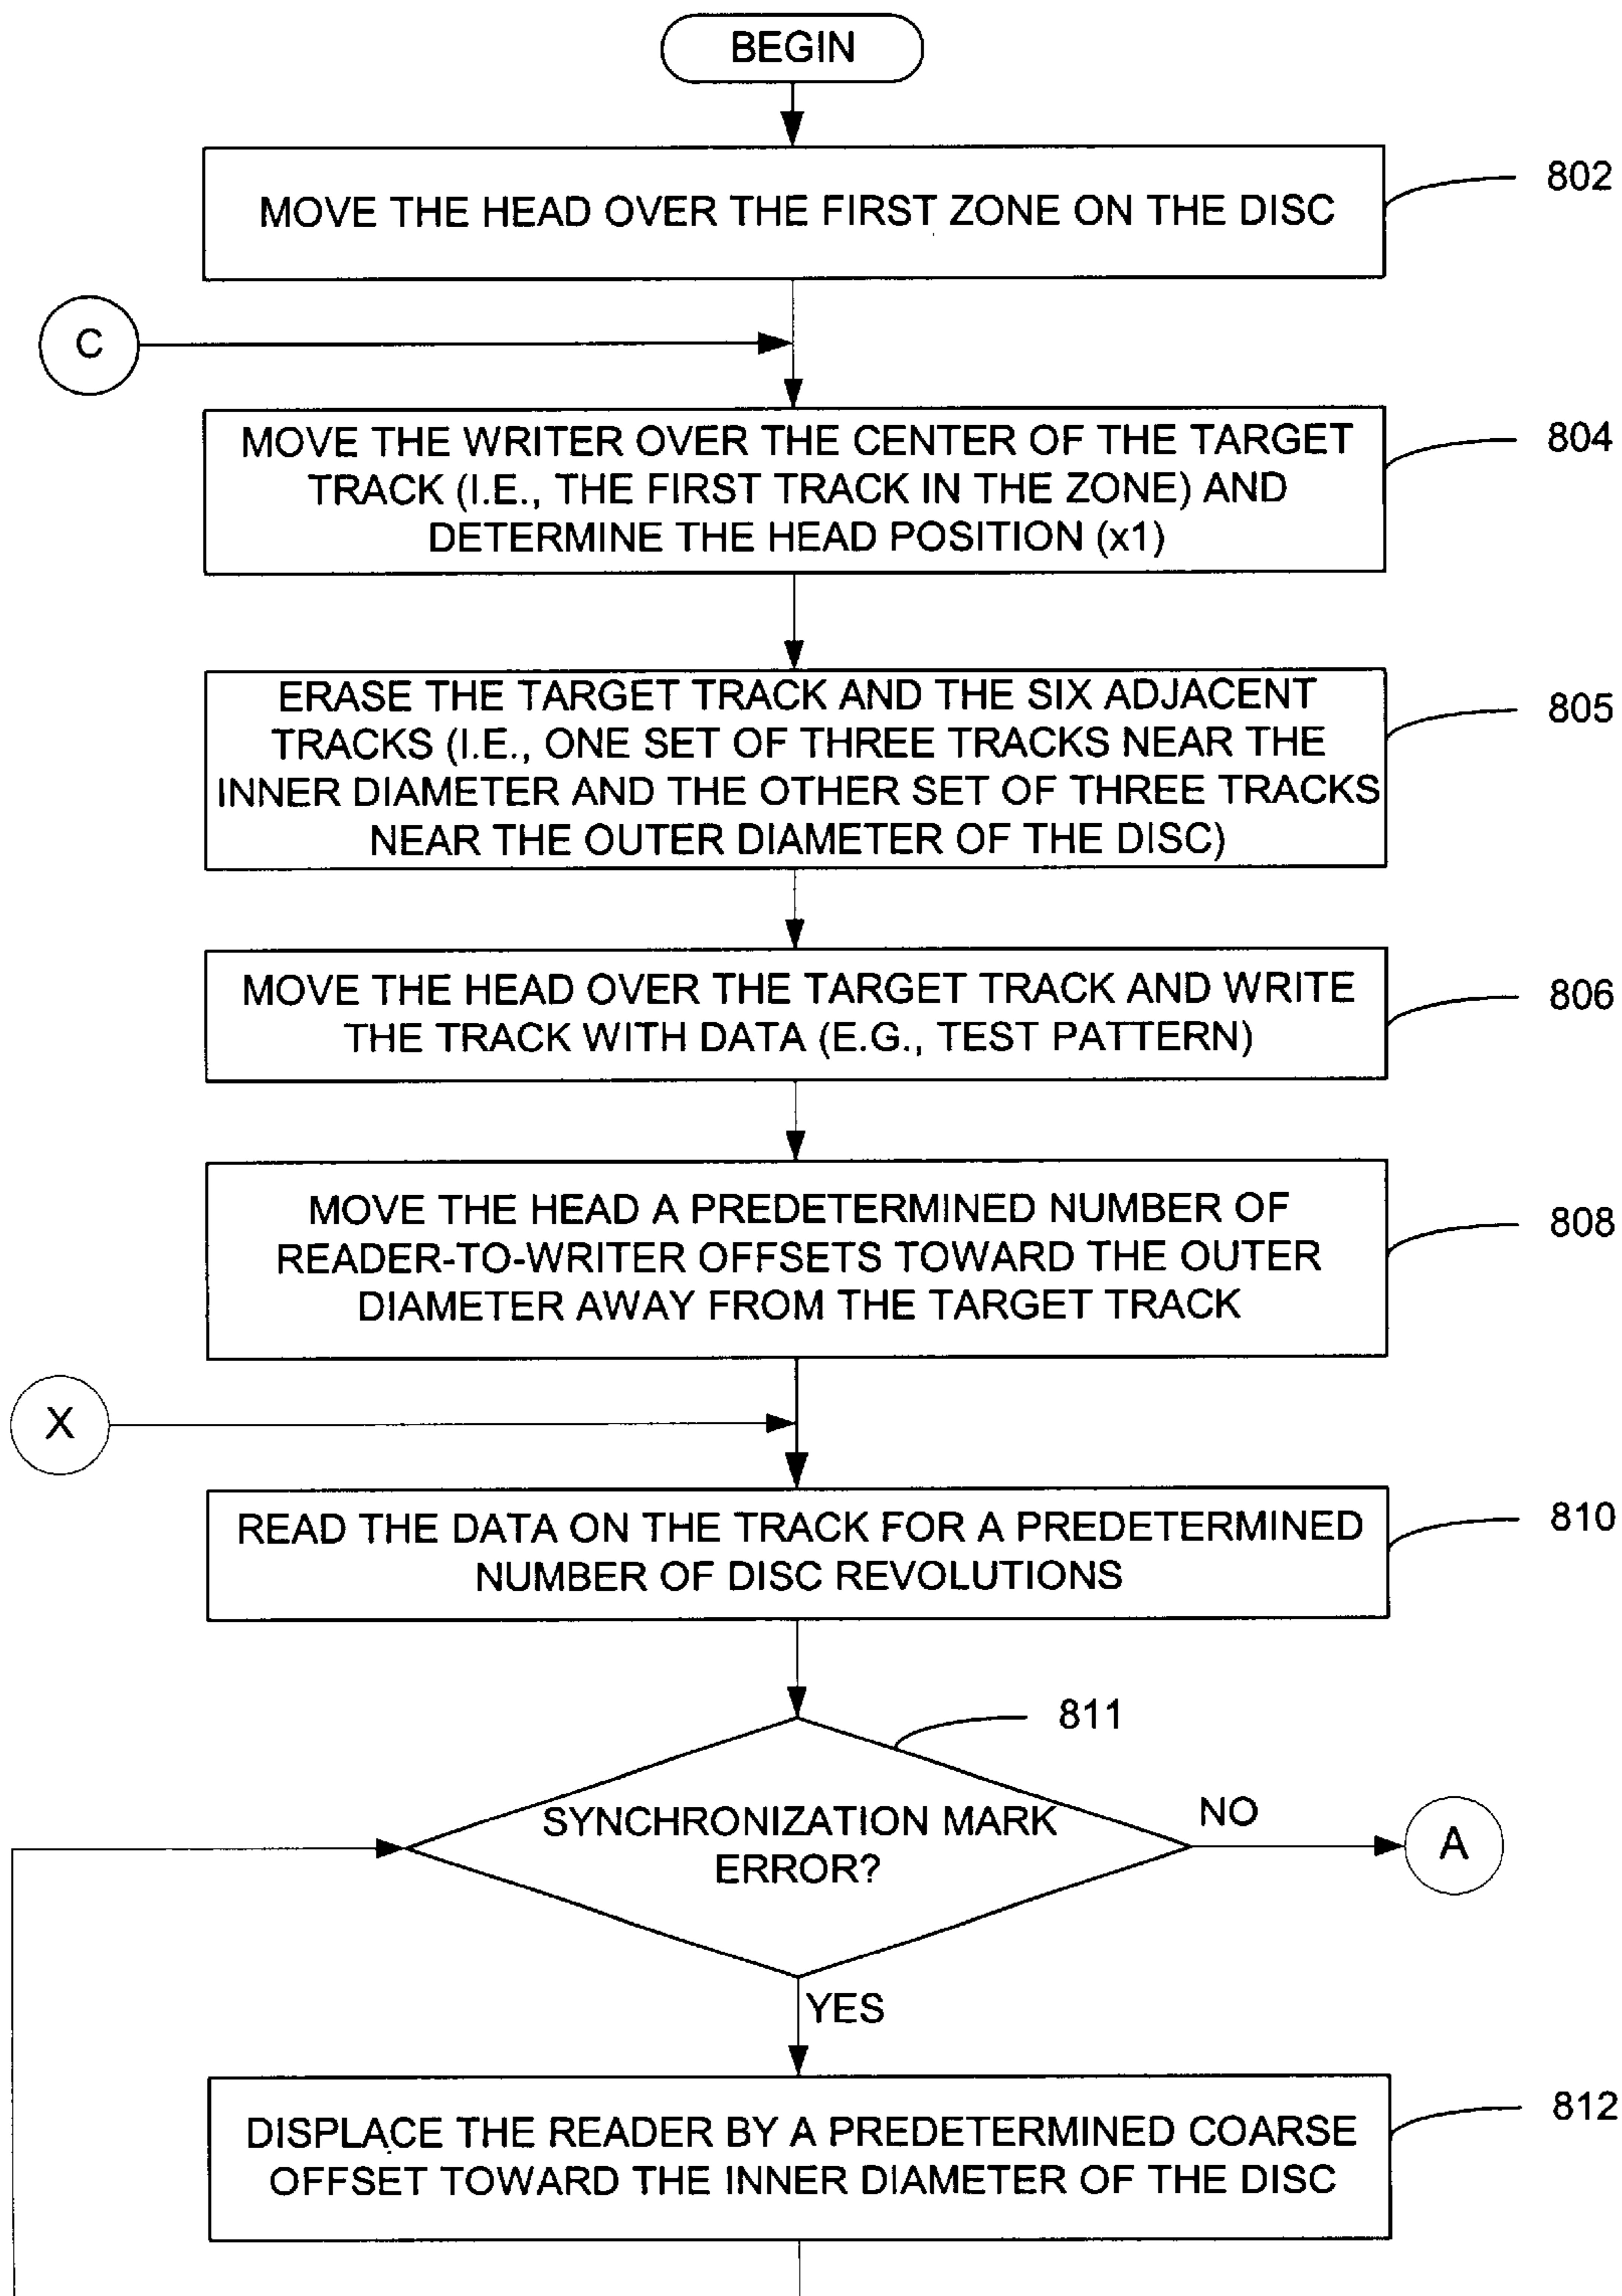 BEGIN
MOVE THE HEAD OVER THE FIRST ZONE ON THE DISC
802
C
MOVE THE WRITER OVER THE CENTER OF THE TARGET
TRACK (I.E., THE FIRST TRACK IN THE ZONE) AND
DETERMINE THE HEAD POSITION (x1)
804
ERASE THE TARGET TRACK AND THE SIX ADJACENT
TRACKS (I.E., ONE SET OF THREE TRACKS NEAR THE
INNER DIAMETER AND THE OTHER SET OF THREE TRACKS
NEAR THE OUTER DIAMETER OF THE DISC)
805
MOVE THE HEAD OVER THE TARGET TRACK AND WRITE
THE TRACK WITH DATA (E.G., TEST PATTERN)
806
MOVE THE HEAD A PREDETERMINED NUMBER OF
READER-TO-WRITER OFFSETS TOWARD THE OUTER
DIAMETER AWAY FROM THE TARGET TRACK
808
X
READ THE DATA ON THE TRACK FOR A PREDETERMINED
NUMBER OF DISC REVOLUTIONS
810
811
SYNCHRONIZATION MARK
ERROR?
NO
A
YES
DISPLACE THE READER BY A PREDETERMINED COARSE
OFFSET TOWARD THE INNER DIAMETER OF THE DISC
812